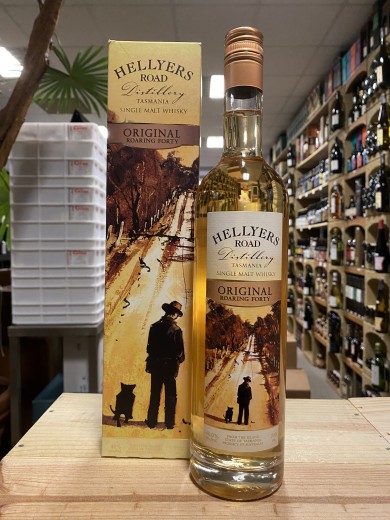 HELLYERS
ROAD
Distillery
TASMANIA
SINGLE MALT WHISKY
ORIGINAL
ROARING FORTY
HELLYERS
ROAD
Distillery
TASMANIA
SINGLE MALT WHISKY
ORIGINAL
ROARING FORTY